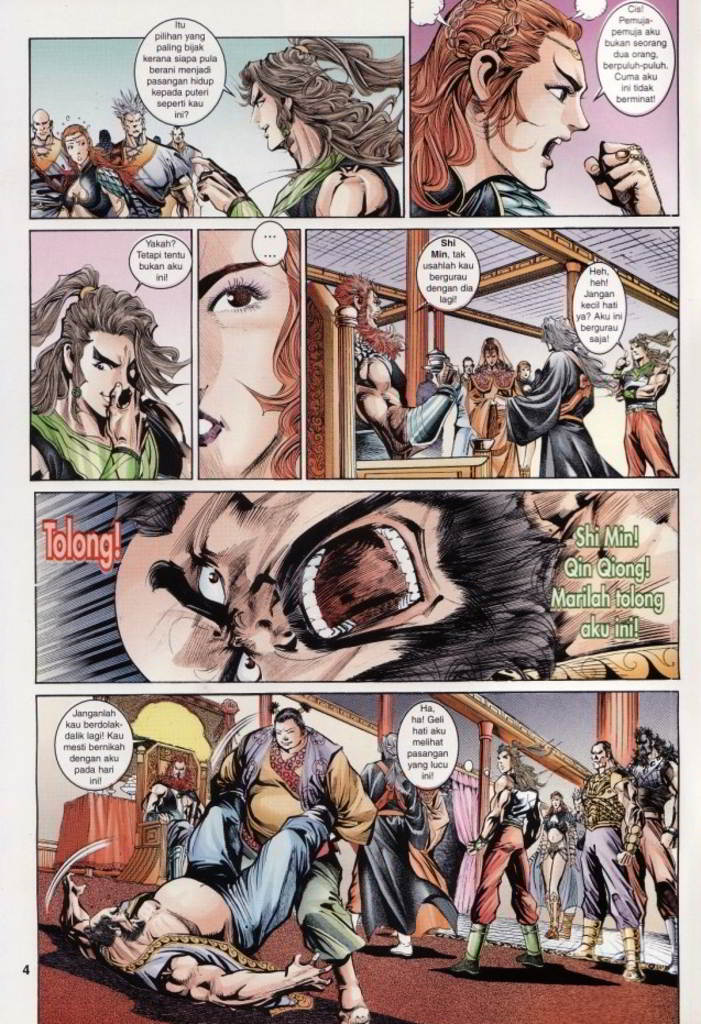 Itu
pilihan yang
paling bijak
kerana siapa pula
berani menjadi
pasangan hidup
kepada puteri
seperti kau
ini?
Cis!
Pemuja-
pemuja aku
bukan seorang
dua orang,
berpuluh-puluh.
Cuma aku
ini tidak
berminat!
Yakah?
Tetapi tentu
bukan aku
ini!
...
...
Shi
Min, tak
usahlah kau
bergurau
dengan dia
lagi!
Heh,
heh!
Jangan
kecil hati
ya? Aku ini
bergurau
saja!
Tolong!
Shi Min!
Qin Qiong!
Marilah tolong
aku ini!
Janganlah
kau berdolak-
dalik lagi! Kau
mesti bernikah
dengan aku
pada hari
ini!
Ha,
ha! Geli
hati aku
melihat
pasangan
yang lucu
ini!
4